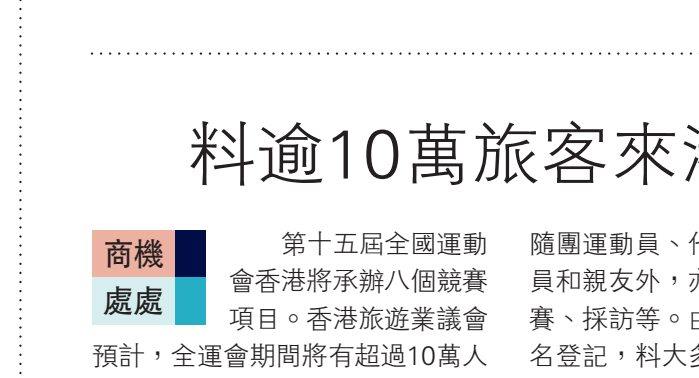 料逾10萬旅客來
商機
處處
第十五屆全國運動
會香港將承辦八個競賽
項目。香港旅遊業議會
預計，全運會期間將有超過10萬人
隨團運動員、
員和親友外，
賽、採訪等。
名登記，料大